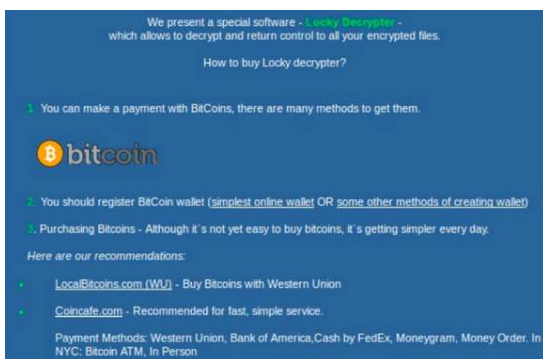 We present a special software - Locky Decrypter -
which allows to decrypt and return control to all your encrypted files.
How to buy Locky decrypter?
1. You can make a payment with BitCoins, there are many methods to get them.
bitcoin
2. You should register BitCoin wallet (simplest online wallet OR some other methods of creating wallet)
3. Purchasing Bitcoins - Although it`s not yet easy to buy bitcoins, it`s getting simpler every day.
Here are our recommendations:
LocalBitcoins.com (WU) - Buy Bitcoins with Western Union
Coincafe.com - Recommended for fast, simple service.
Payment Methods: Western Union, Bank of America,Cash by FedEx, Moneygram, Money Order. In
NYC: Bitcoin ATM, In Person